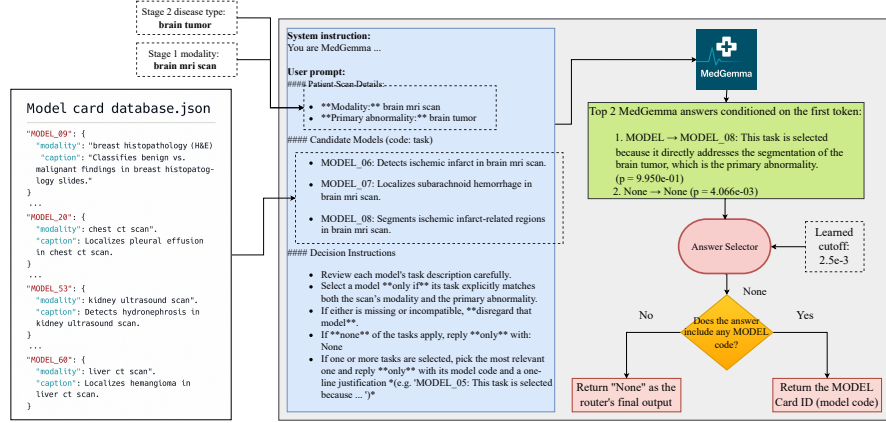 Stage 2 disease type:
brain tumor
Stage 1 modality:
brain mri scan
Model card database.json
"MODEL_09": {
"modality": "breast histopathology (H&E)
"caption": "Classifies benign vs.
malignant findings in breast histopatog-
logy slides."
}
...
"MODEL_20": {
"modality": chest ct scan".
"caption": Localizes pleural effusion
in chest ct scan.
}
...
"MODEL_53": {
"modality": kidney ultrasound scan".
"caption": Detects hydronephrosis in
kidney ultrasound scan.
}
...
"MODEL_60": {
"modality": liver ct scan".
"caption": Localizes hemangioma in
liver ct scan.
}
System instruction:
You are MedGemma ...
User prompt:
#### Patient Scan Details:
• **Modality:** brain mri scan
• **Primary abnormality:** brain tumor
#### Candidate Models (code: task)
• MODEL_06: Detects ischemic infarct in brain mri scan.
• MODEL_07: Localizes subarachnoid hemorrhage in
brain mri scan.
• MODEL_08: Segments ischemic infarct-related regions
in brain mri scan.
#### Decision Instructions
• Review each model's task description carefully.
• Select a model **only if** its task explicitly matches
both the scan's modality and the primary abnormality.
• If either is missing or incompatible, **disregard that
model**.
• If **none** of the tasks apply, reply **only** with:
None
• If one or more tasks are selected, pick the most relevant
one and reply **only** with its model code and a one-
line justification *(e.g. 'MODEL_05: This task is selected
because ... ')*
MedGemma
Top 2 MedGemma answers conditioned on the first token:
1. MODEL → MODEL_08: This task is selected
because it directly addresses the segmentation of the
brain tumor, which is the primary abnormality.
(p = 9.950e-01)
2. None → None (p = 4.066e-03)
Answer Selector
Learned
cutoff:
2.5e-3
None
Does the answer
include any MODEL
code?
No
Yes
Return "None" as the
router's final output
Return the MODEL
Card ID (model code)